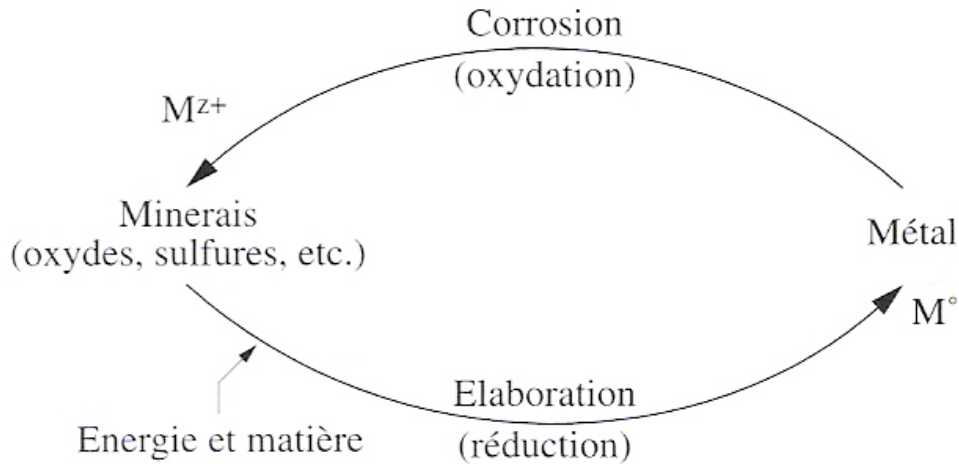 Corrosion
(oxydation)
Mz+
Minerais
(oxydes, sulfures, etc.)
Métal
M°
Elaboration
(réduction)
Energie et matière